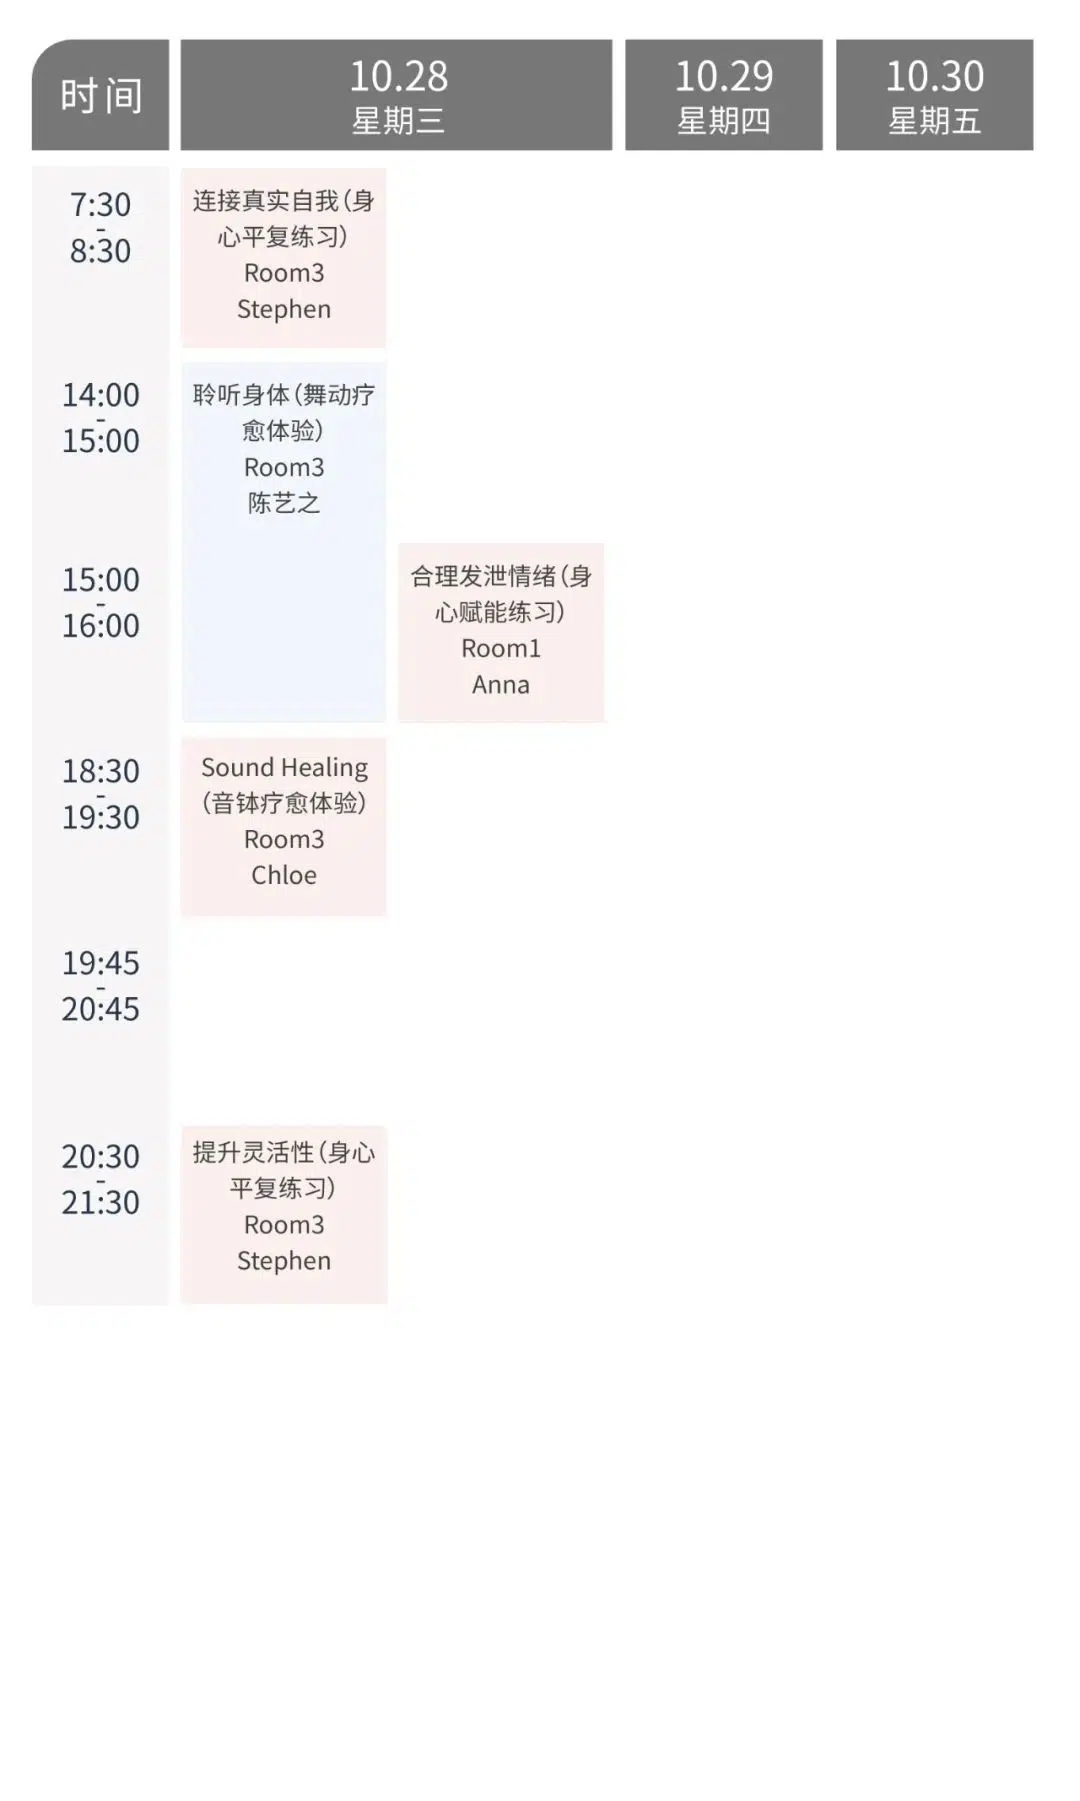 时间
10.28
星期三
10.29
星期四
10.30
星期五
7:30
-
8:30
连接真实自我(身
心平复练习)
Room3
Stephen
14:00
-
15:00
聆听身体(舞动疗
愈体验)
Room3
陈艺之
15:00
-
16:00
合理发泄情绪(身
心赋能练习)
Room1
Anna
18:30
-
19:30
Sound Healing
(音钵疗愈体验)
Room3
Chloe
19:45
-
20:45
20:30
-
21:30
提升灵活性(身心
平复练习)
Room3
Stephen